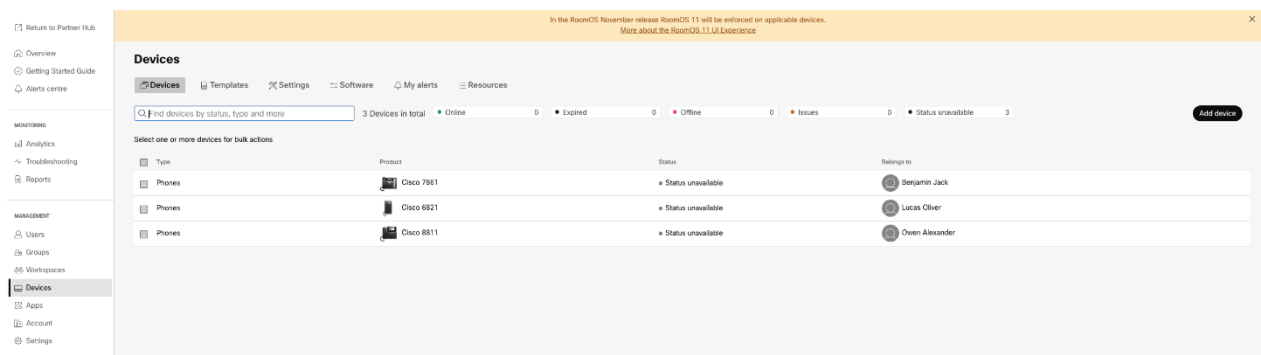 In the RoomOS November release RoomOS 11 will be enforced on applicable devices.
More about the RoomOS 11 UI Experience
Return to Partner Hub
Overview
Getting Started Guide
Alerts centre
MONITORING
Analytics
Troubleshooting
Reports
MANAGEMENT
Users
Groups
Workspaces
Devices
Apps
Account
Settings
Devices
Devices Templates Settings Software My alerts Resources
Find devices by status, type and more 3 Devices in total Online 0 Expired 0 Offline 0 Issues 0 Status unavailable 3 Add device
Select one or more devices for bulk actions
Type Product Status Belongs to
Phones Cisco 7861 Status unavailable Benjamin Jack
Phones Cisco 6821 Status unavailable Lucas Oliver
Phones Cisco 8811 Status unavailable Owen Alexander